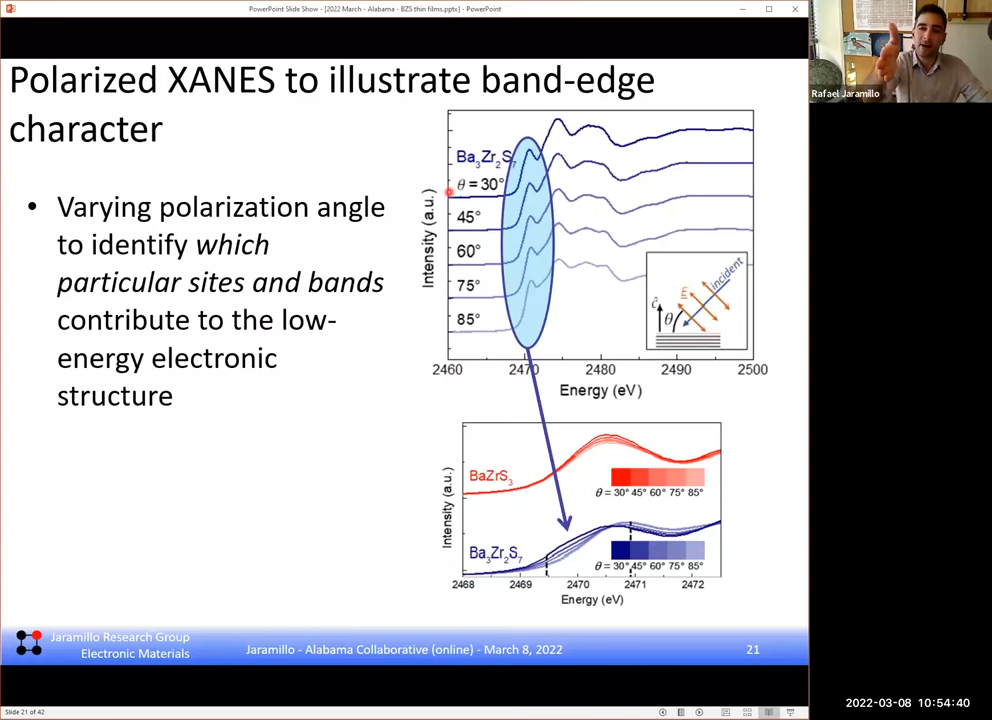 PowerPoint Slide Show - [2022 March - Alabama - BZS thin films.pptx] - PowerPoint
Polarized XANES to illustrate band-edge
character
• Varying polarization angle
to identify which
particular sites and bands
contribute to the low-
energy electronic
structure
Ba3Zr2S7
θ = 30°
45°
60°
75°
85°
Intensity (a.u.)
incident
E
ĉ
θ
2460 2470 2480 2490 2500
Energy (eV)
BaZrS3
θ = 30° 45° 60° 75° 85°
Intensity (a.u.)
Ba3Zr2S7
θ = 30° 45° 60° 75° 85°
2468 2469 2470 2471 2472
Energy (eV)
Jaramillo Research Group
Electronic Materials
Jaramillo - Alabama Collaborative (online) - March 8, 2022
21
Slide 21 of 42
Rafael Jaramillo
2022-03-08 10:54:40